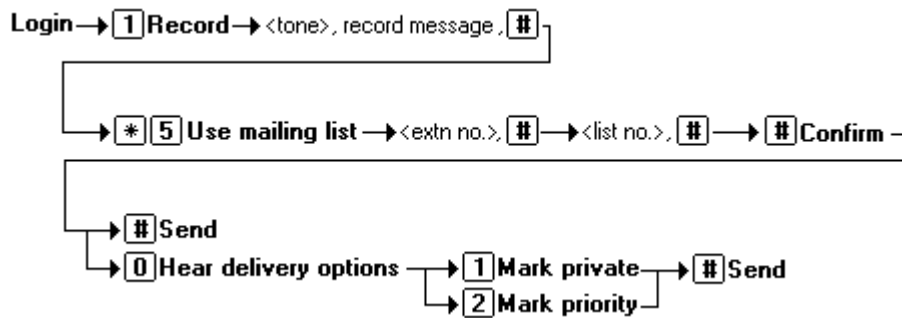 Login 1 Record <tone>, record message , #
* 5 Use mailing list <extn no.>, # <list no.>, # # Confirm
# Send
0 Hear delivery options 1 Mark private # Send
2 Mark priority